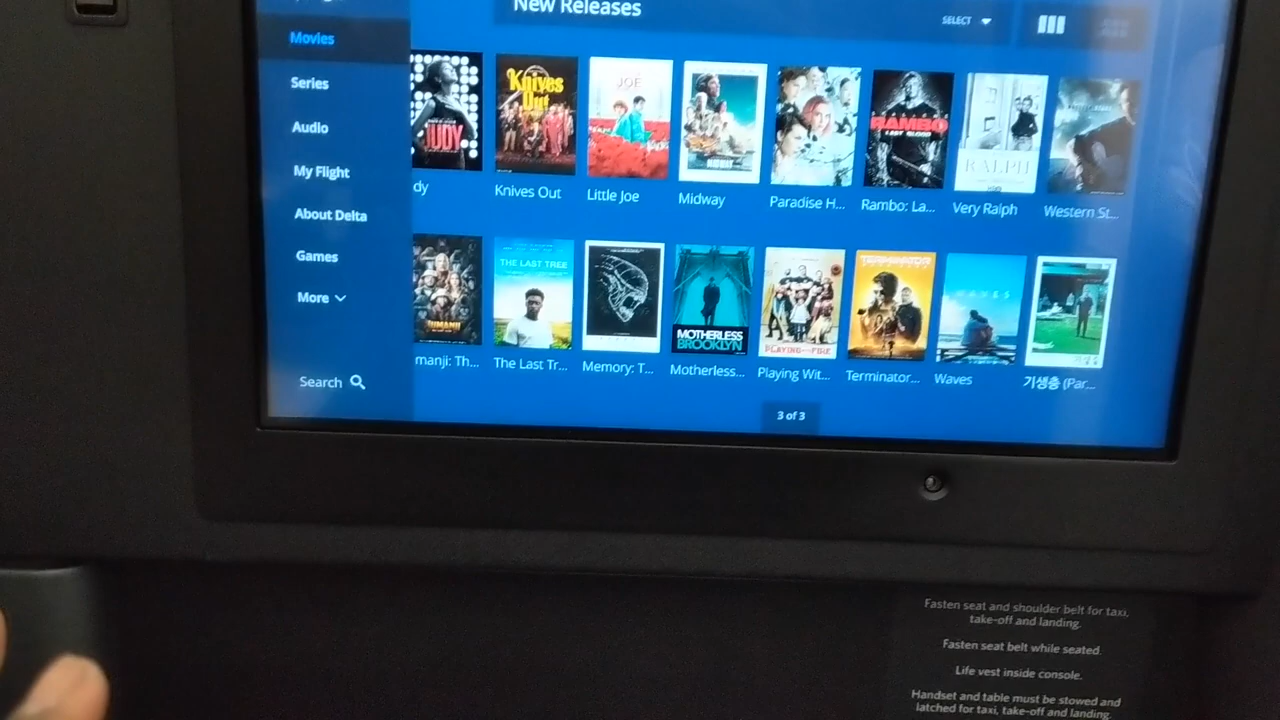 New Releases
SELECT
Movies
Series
Audio
My Flight
About Delta
Games
More
Search
JUDY
Knives Out
JOE
MIDWAY
RAMBO
LAST BLOOD
RALPH
dy
Knives Out
Little Joe
Midway
Paradise H...
Rambo: La...
Very Ralph
Western St...
JUMANJI
THE LAST TREE
MOTHERLESS
BROOKLYN
PLAYING WITH FIRE
TERMINATOR
WAVES
기생충
manji: Th...
The Last Tr...
Memory: T...
Motherless...
Playing Wit...
Terminator...
Waves
기생충 (Par...
3 of 3
Fasten seat and shoulder belt for taxi,
take-off and landing.
Fasten seat belt while seated.
Life vest inside console.
Handset and table must be stowed and
latched for taxi, take-off and landing.